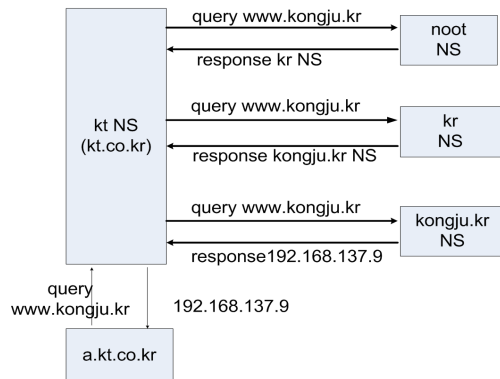 query www.kongju.kr
noot
NS
response kr NS
query www.kongju.kr
kt NS
(kt.co.kr)
kr
NS
response kongju.kr NS
query www.kongju.kr
kongju.kr
NS
response192.168.137.9
query
www.kongju.kr
192.168.137.9
a.kt.co.kr